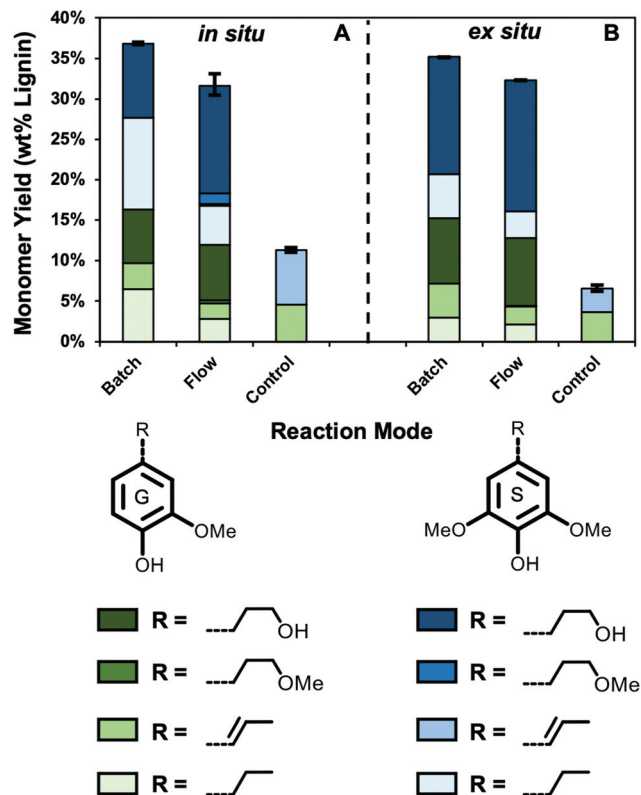 in situ A
ex situ B
Monomer Yield (wt% Lignin)
40%
35%
30%
25%
20%
15%
10%
5%
0%
Batch Flow Control Batch Flow Control
Reaction Mode
R R
G S
OMe MeO OMe
OH OH
R = OH R = OH
R = OMe R = OMe
R = R =
R = R =